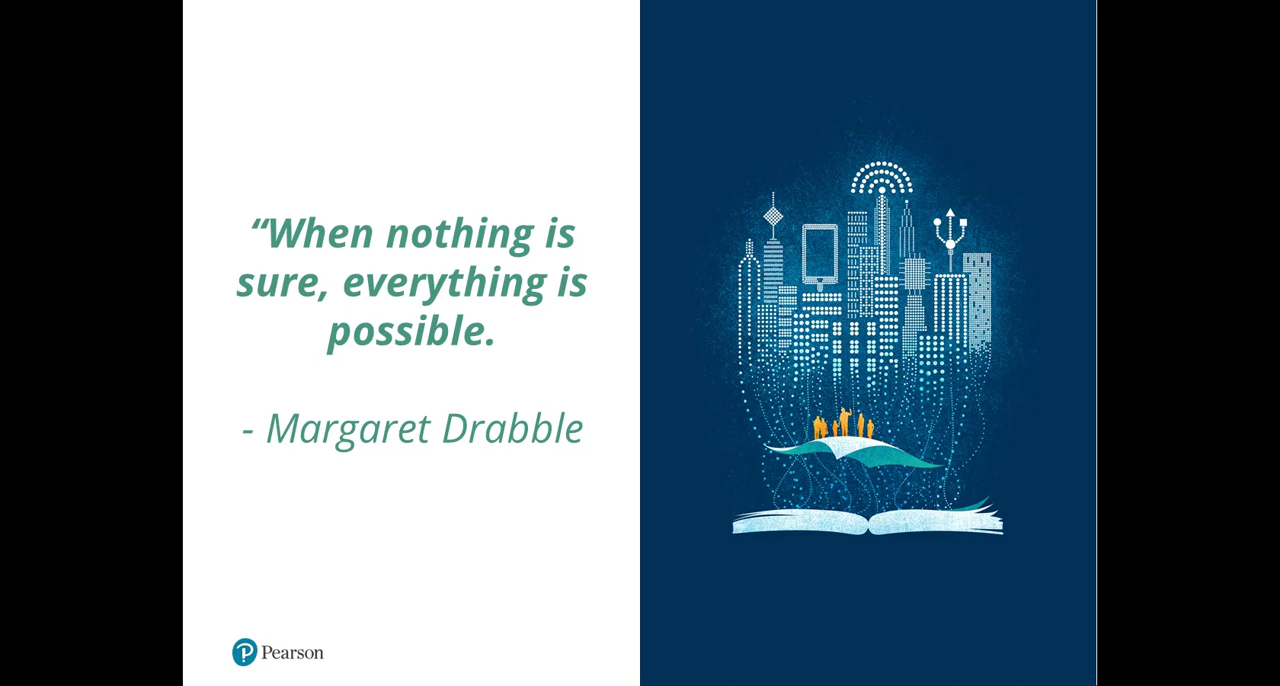 “When nothing is
sure, everything is
possible.
- Margaret Drabble
Pearson